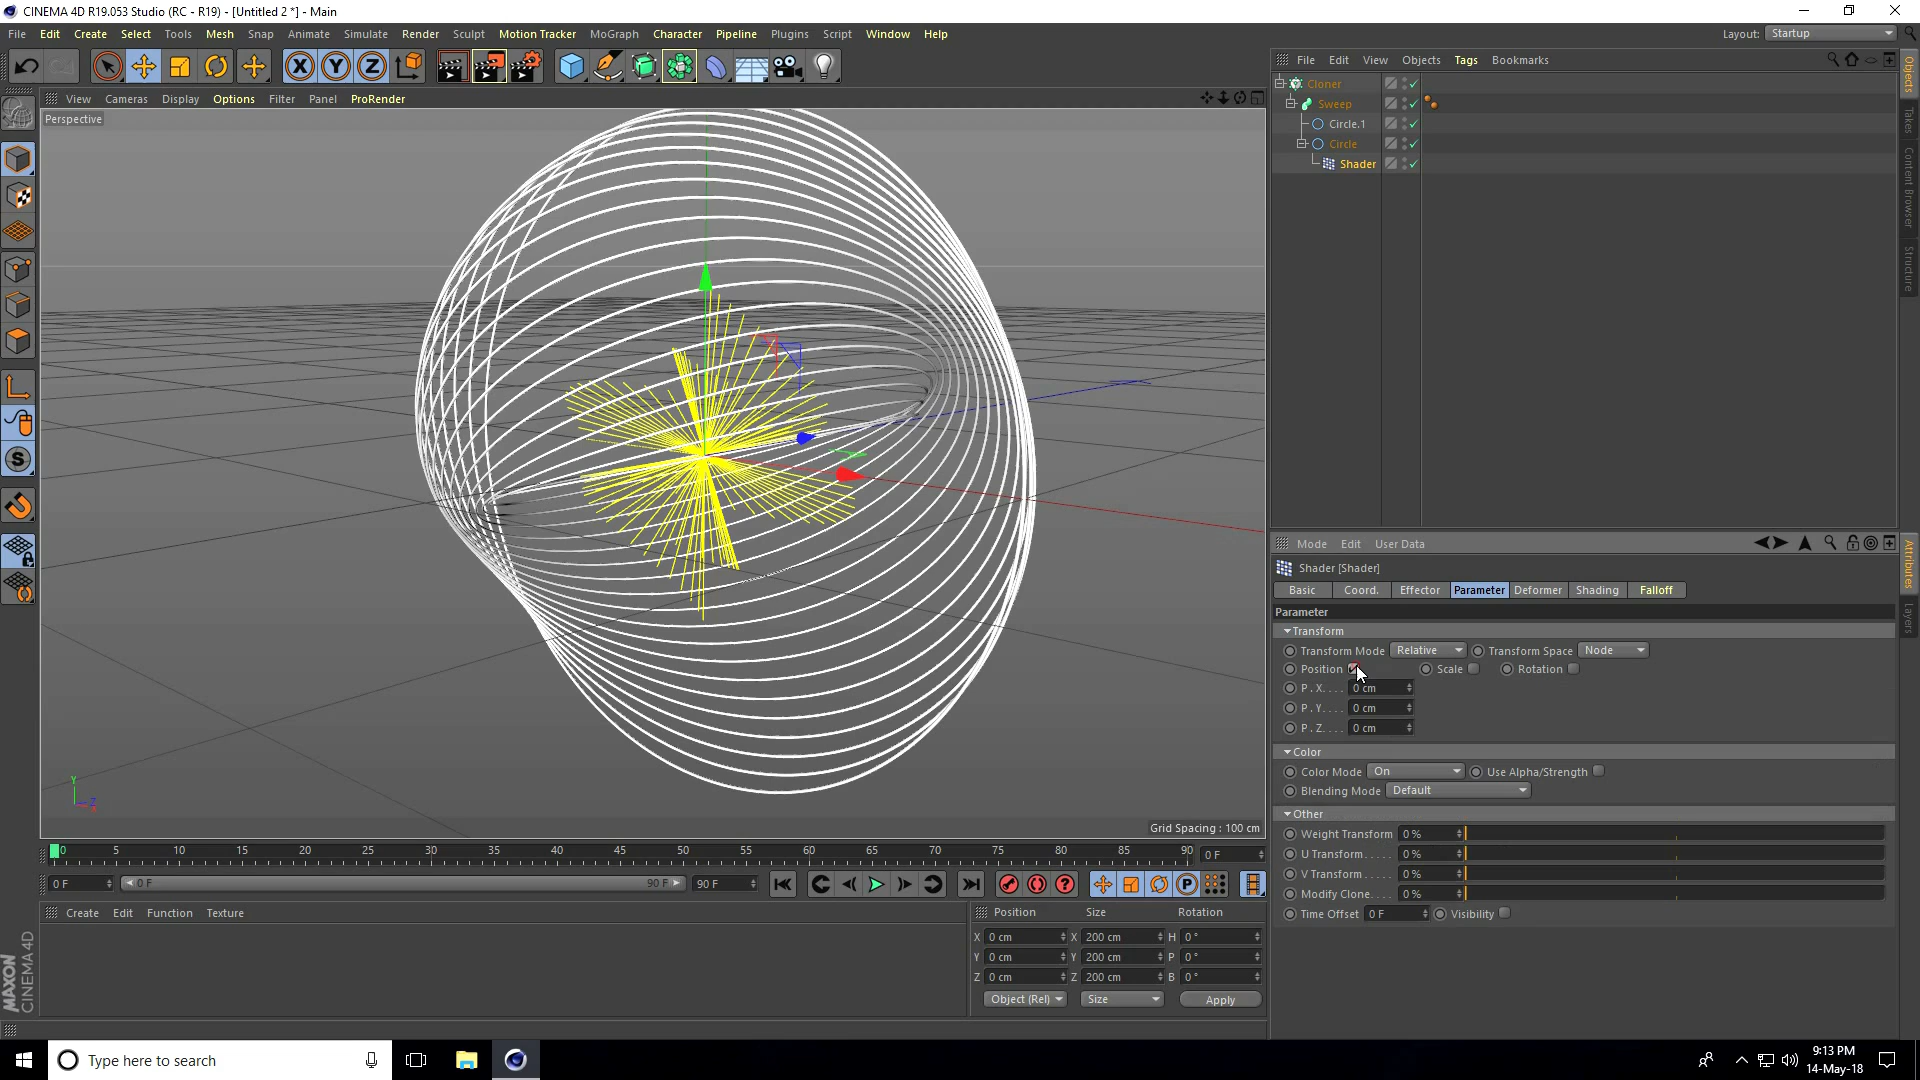 CINEMA 4D R19.053 Studio (RC - R19) - [Untitled 2 *] - Main
File Edit Create Select Tools Mesh Snap Animate Simulate Render Sculpt Motion Tracker MoGraph Character Pipeline Plugins Script Window Help Layout: Startup
View Cameras Display Options Filter Panel ProRender
Perspective
Grid Spacing : 100 cm
Y
Z
X
File Edit View Objects Tags Bookmarks
Cloner
Sweep
Circle.1
Circle
Shader
Objects
Takes
Content Browser
Structure
Mode Edit User Data
Shader [Shader]
Basic Coord. Effector Parameter Deformer Shading Falloff
Parameter
Transform
Transform Mode Relative Transform Space Node
Position Scale Rotation
P . X . . . . 0 cm
P . Y . . . . 0 cm
P . Z . . . . 0 cm
Color
Color Mode On Use Alpha/Strength
Blending Mode Default
Other
Weight Transform 0 %
U Transform . . . . . 0 %
V Transform . . . . . 0 %
Modify Clone . . . . 0 %
Time Offset 0 F Visibility
Attributes
Layers
0 5 10 15 20 25 30 35 40 45 50 55 60 65 70 75 80 85 90 0 F
0 F 0 F 90 F 90 F
Create Edit Function Texture
Position Size Rotation
X 0 cm X 200 cm H 0 °
Y 0 cm Y 200 cm P 0 °
Z 0 cm Z 200 cm B 0 °
Object (Rel) Size Apply
MAXON
CINEMA 4D
Type here to search
9:13 PM
14-May-18